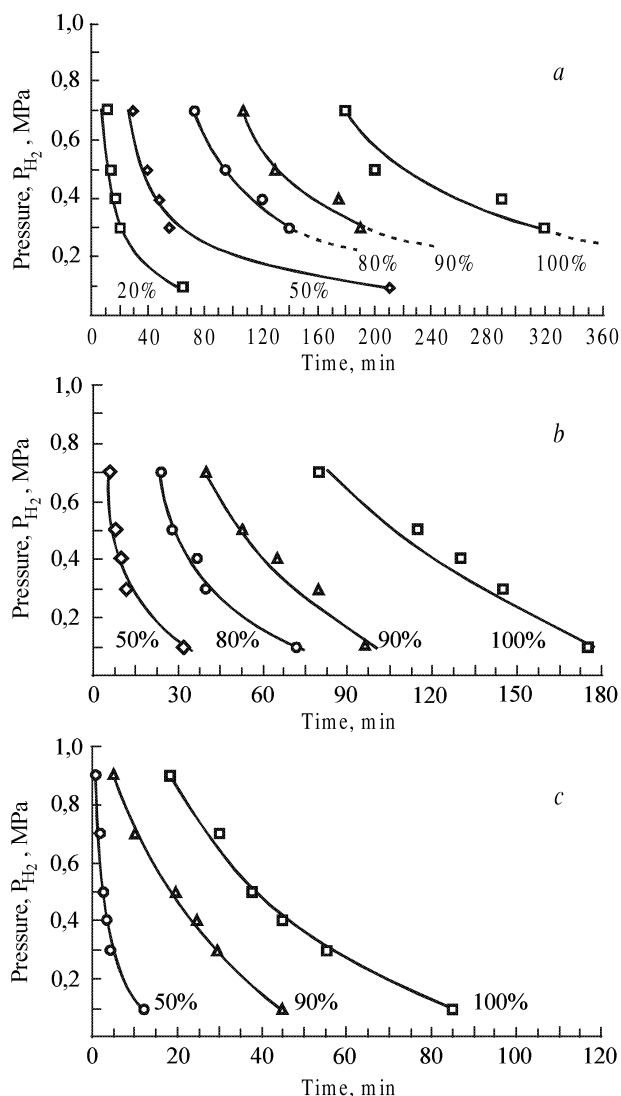 1,0
a
0,8
0,6
0,4
0,2
Pressure, P_H2 , MPa
20%
50%
80%
90%
100%
0 40 80 120 160 200 240 280 320 360
Time, min
1,0
b
0,8
0,6
0,4
0,2
Pressure, P_H2 , MPa
50%
80%
90%
100%
0 30 60 90 120 150 180
Time, min
1,0
c
0,8
0,6
0,4
0,2
Pressure, P_H2 , MPa
50%
90%
100%
0 20 40 60 80 100 120
Time, min